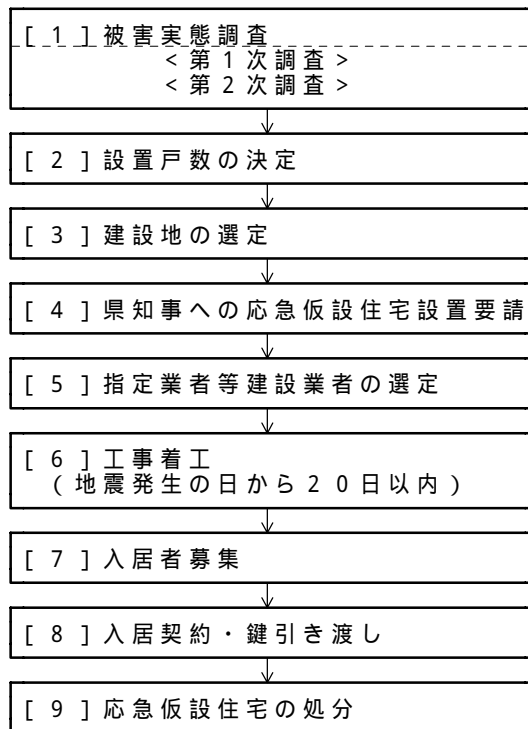 [ 1 ] 被害実態調査
<第1次調査>
<第2次調査>
[ 2 ] 設置戸数の決定
[ 3 ] 建設地の選定
[ 4 ] 県知事への応急仮設住宅設置要請
[ 5 ] 指定業者等建設業者の選定
[ 6 ] 工事着工
(地震発生の日から20日以内)
[ 7 ] 入居者募集
[ 8 ] 入居契約・鍵引き渡し
[ 9 ] 応急仮設住宅の処分